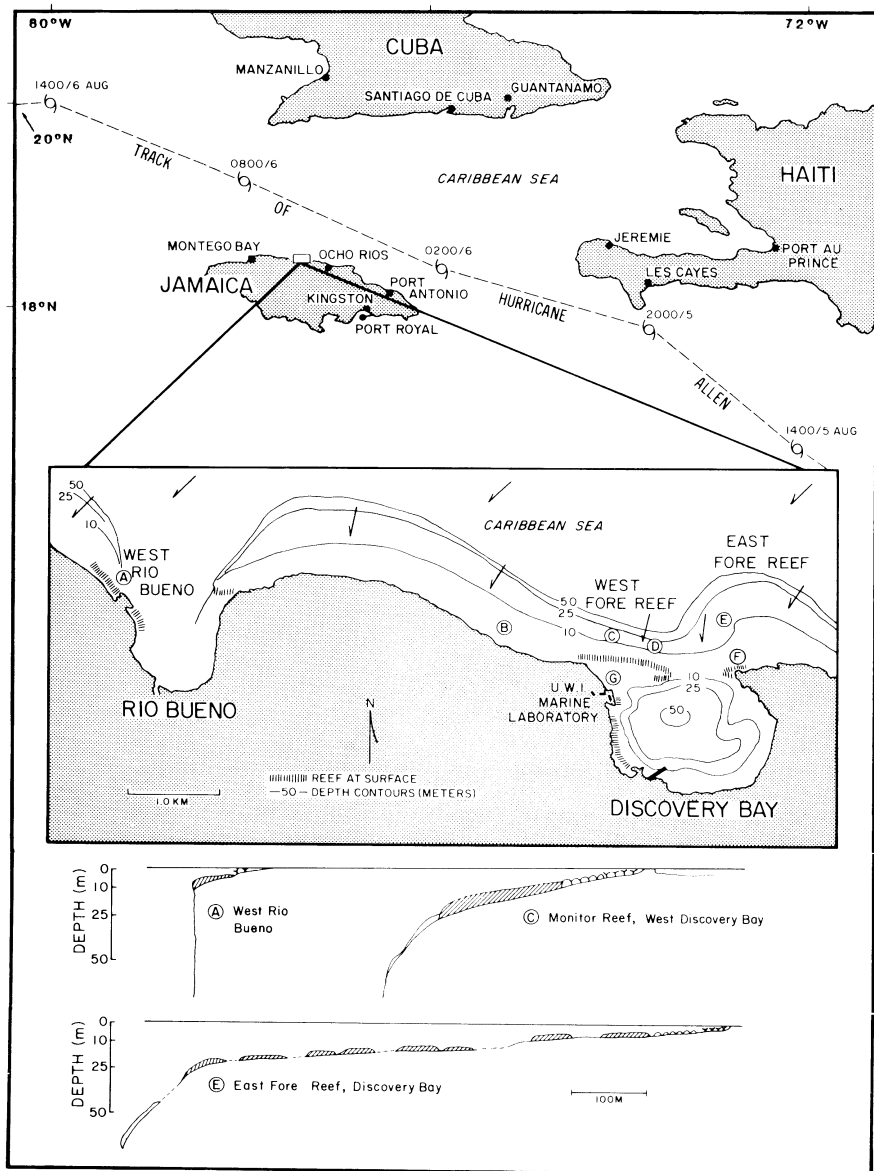 80°W
72°W
CUBA
MANZANILLO
GUANTANAMO
SANTIAGO DE CUBA
1400/6 AUG
20°N
TRACK
0800/6
OF
CARIBBEAN SEA
HAITI
MONTEGO BAY
OCHO RIOS
0200/6
JEREMIE
PORT AU
PRINCE
JAMAICA
PORT
ANTONIO
KINGSTON
PORT ROYAL
LES CAYES
18°N
HURRICANE
2000/5
ALLEN
1400/5 AUG
50
25
10
CARIBBEAN SEA
WEST
RIO
BUENO
A
EAST
FORE REEF
WEST
FORE REEF
50
25
10
B
C
D
E
F
G
10
25
50
U.W.I.
MARINE
LABORATORY
RIO BUENO
N
REEF AT SURFACE
—50— DEPTH CONTOURS (METERS)
1.0 KM
DISCOVERY BAY
DEPTH (m)
0
10
25
50
A West Rio
Bueno
C Monitor Reef, West Discovery Bay
DEPTH (m)
0
10
25
50
E East Fore Reef, Discovery Bay
100M